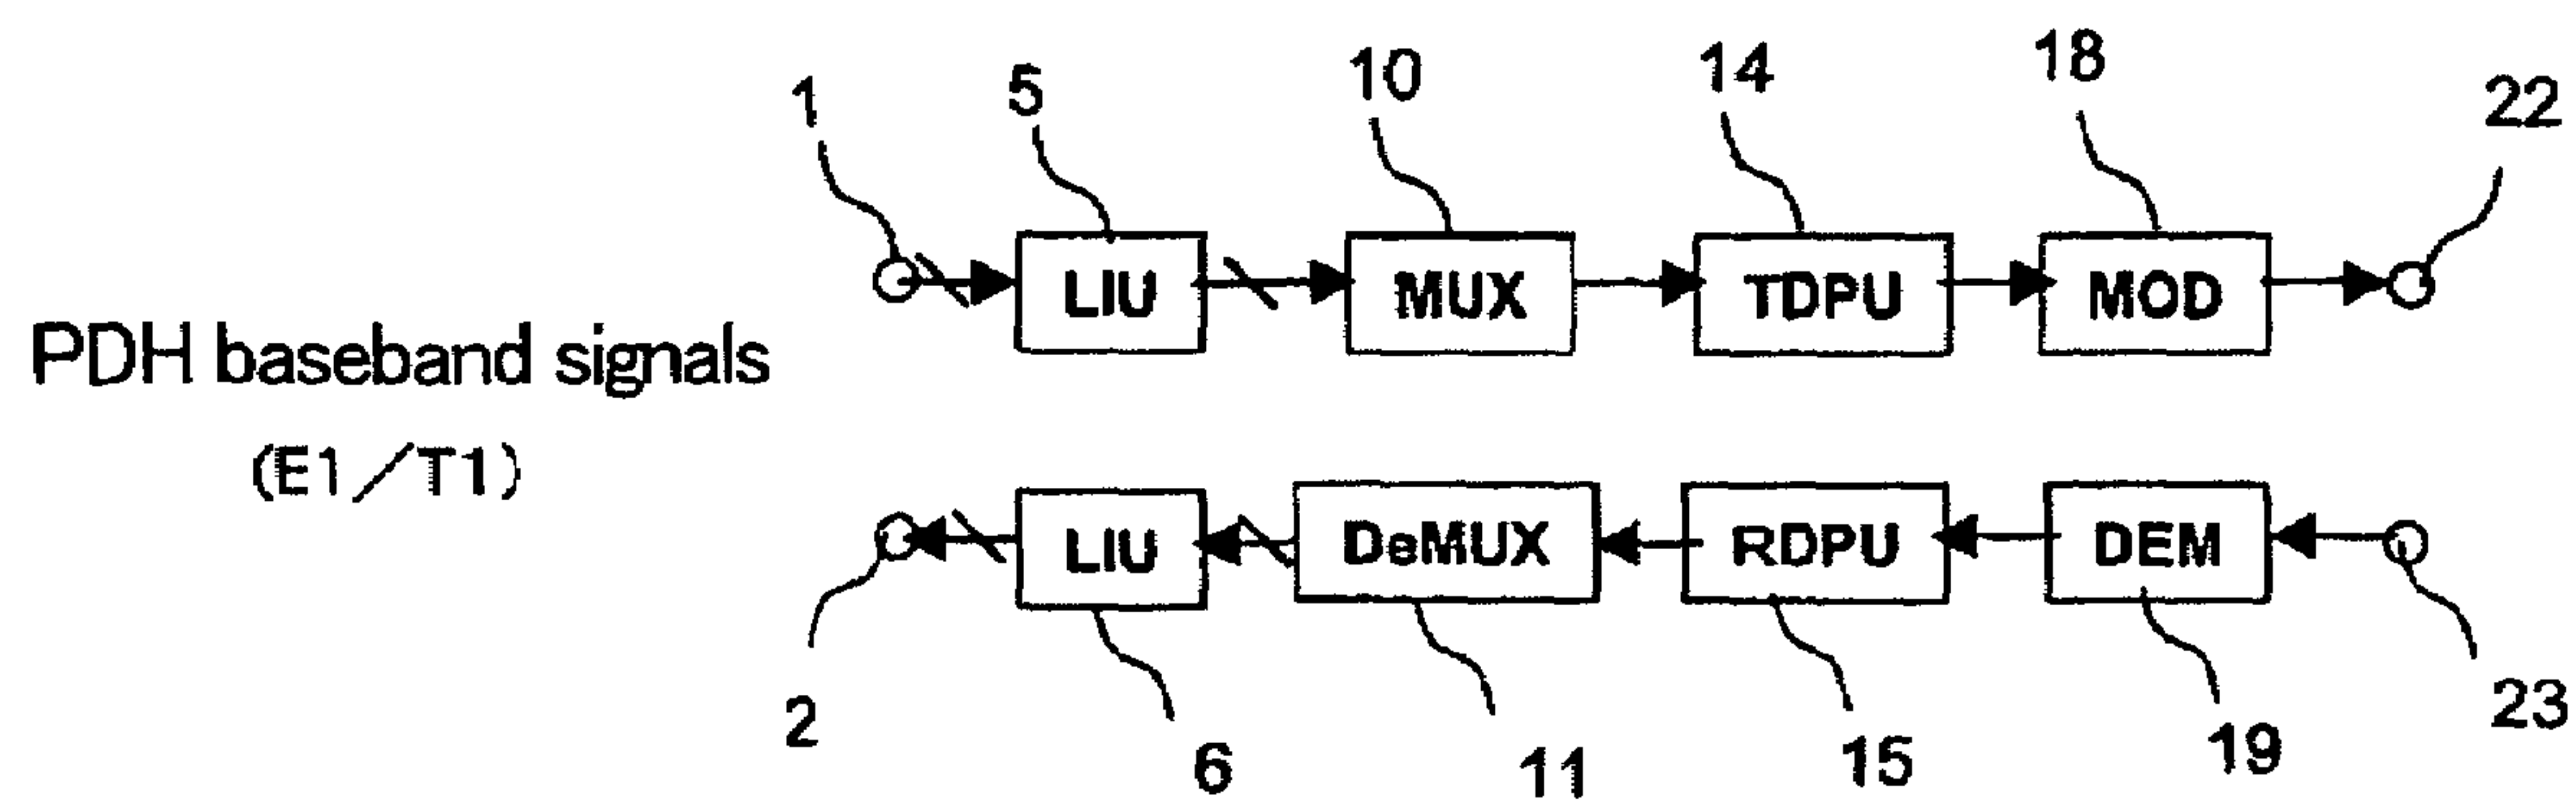 1 5 10 14 18 22
LIU MUX TDPU MOD
PDH baseband signals
(E1/T1)
LIU DeMUX RDPU DEM
2 6 11 15 19 23